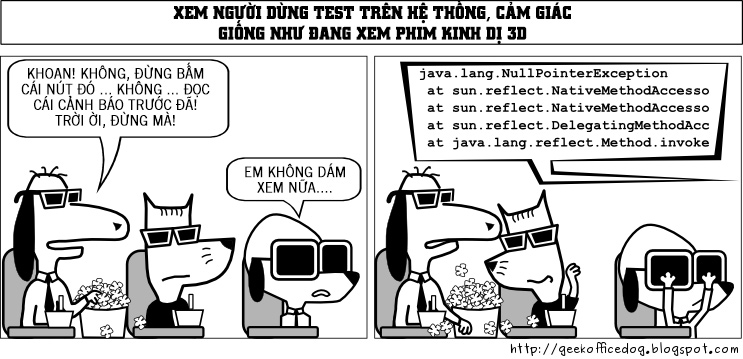 XEM NGƯỜI DÙNG TEST TRÊN HỆ THỐNG, CẢM GIÁC
GIỐNG NHƯ ĐANG XEM PHIM KINH DỊ 3D
KHOAN! KHÔNG, ĐỪNG BẤM
CÁI NÚT ĐÓ ... KHÔNG ... ĐỌC
CÁI CẢNH BÁO TRƯỚC ĐÃ!
TRỜI ƠI, ĐỪNG MÀ!
EM KHÔNG DÁM
XEM NỮA....
java.lang.NullPointerException
at sun.reflect.NativeMethodAccesso
at sun.reflect.NativeMethodAccesso
at sun.reflect.DelegatingMethodAcc
at java.lang.reflect.Method.invoke
http://geekofficedog.blogspot.com